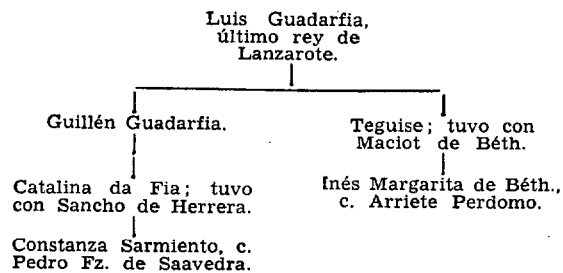 Luis Guadarfia,
último rey de
Lanzarote.
Guillén Guadarfia.
Teguise; tuvo con
Maciot de Béth.
Catalina da Fia; tuvo
con Sancho de Herrera.
Inés Margarita de Béth.,
c. Arriete Perdomo.
Constanza Sarmiento, c.
Pedro Fz. de Saavedra.